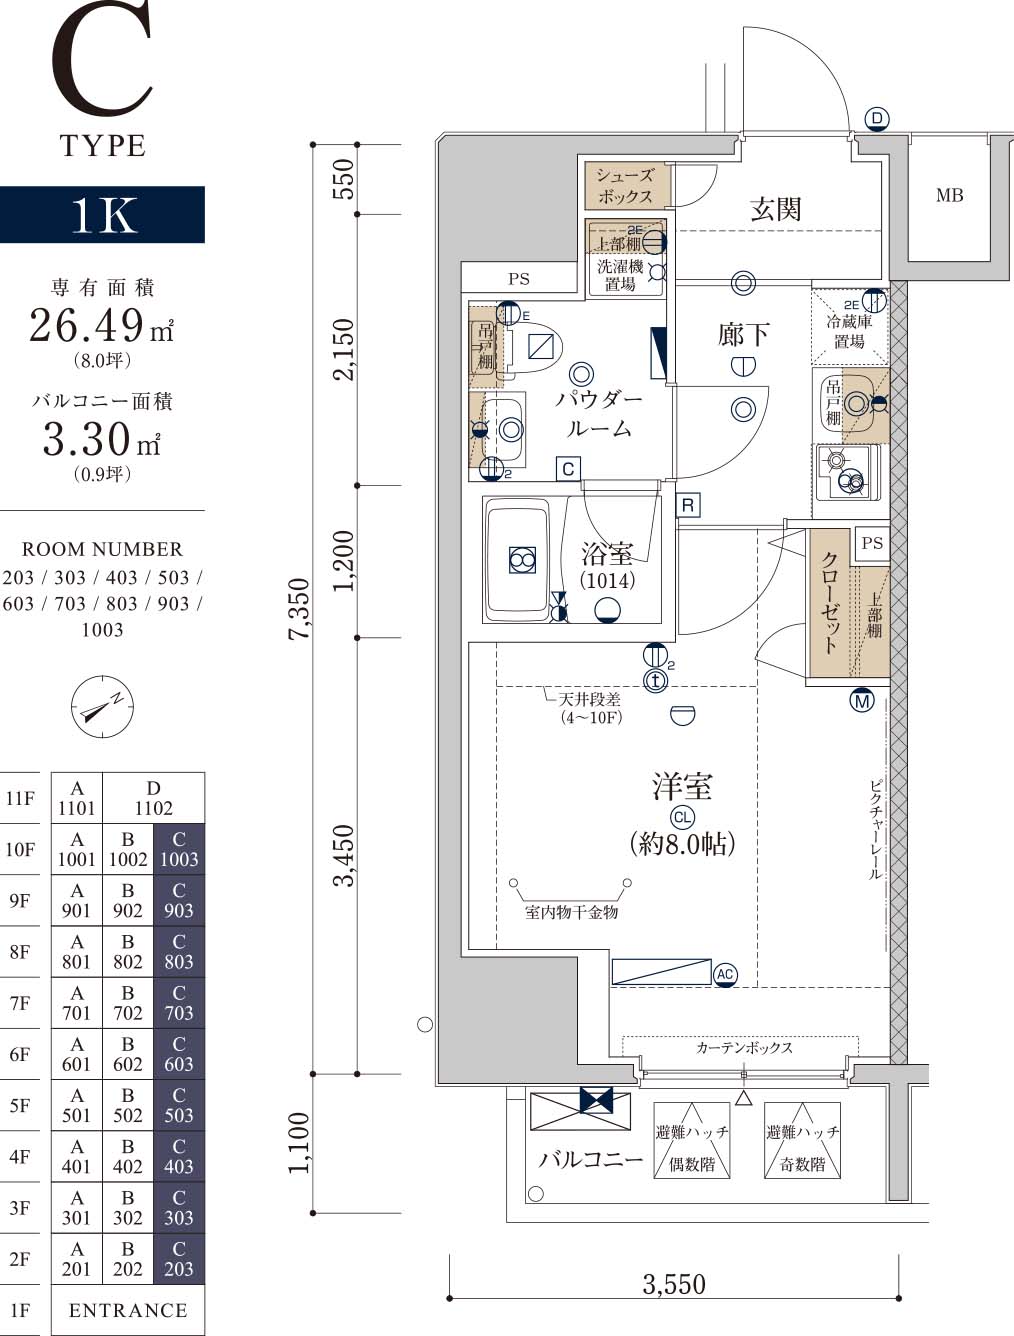 C
TYPE
1K
専有面積
26.49㎡
（8.0坪）
バルコニー面積
3.30㎡
（0.9坪）
ROOM NUMBER
203 / 303 / 403 / 503 /
603 / 703 / 803 / 903 /
1003
N
11F
A
1101
D
1102
10F
A
1001
B
1002
C
1003
9F
A
901
B
902
C
903
8F
A
801
B
802
C
803
7F
A
701
B
702
C
703
6F
A
601
B
602
C
603
5F
A
501
B
502
C
503
4F
A
401
B
402
C
403
3F
A
301
B
302
C
303
2F
A
201
B
202
C
203
1F
ENTRANCE
550
2,150
1,200
7,350
3,450
1,100
3,550
D
MB
シューズ
ボックス
玄関
2E
上部棚
洗濯機
置場
PS
E
吊戸棚
廊下
2E
冷蔵庫
置場
吊戸棚
パウダー
ルーム
2
C
R
浴室
（1014）
PS
クローゼット
上部棚
2
t
M
天井段差
（4～10F）
洋室
CL
（約8.0帖）
ピクチャーレール
室内物干金物
AC
カーテンボックス
バルコニー
避難ハッチ
偶数階
避難ハッチ
奇数階